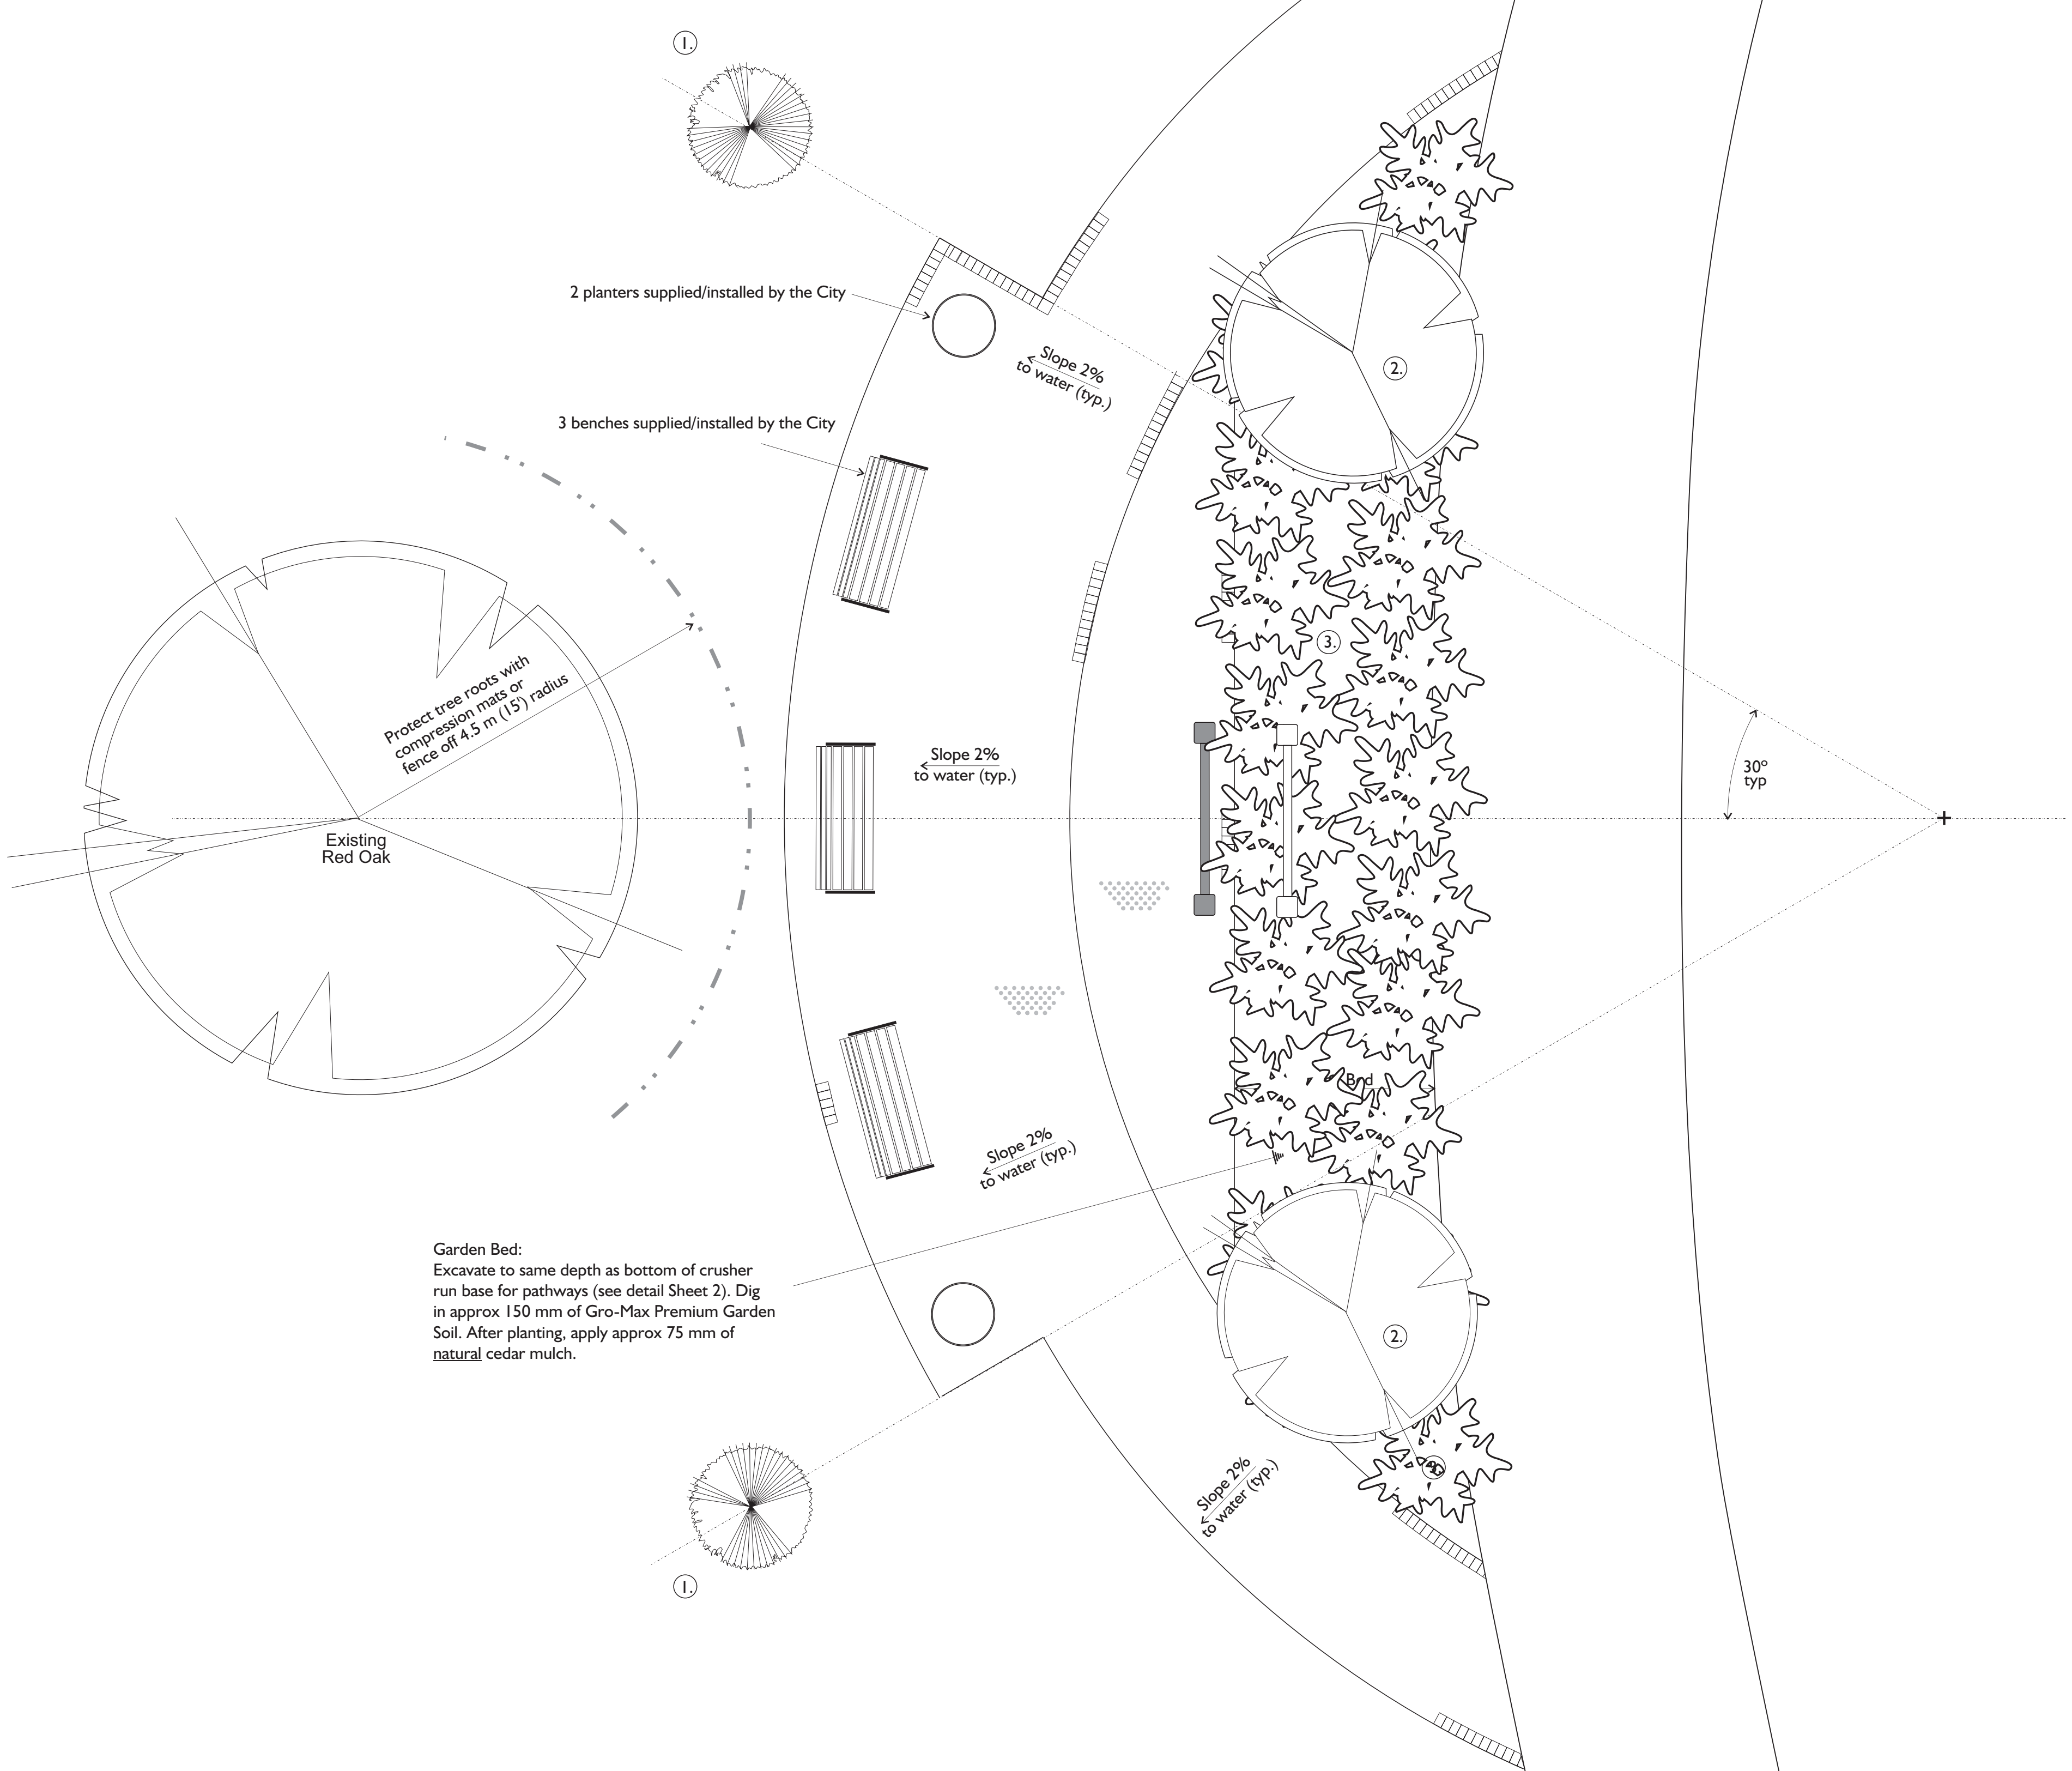 1.
2 planters supplied/installed by the City
Slope 2%
to water (typ.)
2.
3 benches supplied/installed by the City
3.
Protect tree roots with
compression mats or
fence off 4.5 m (15') radius
Slope 2%
to water (typ.)
30º
typ
Existing
Red Oak
Bed
Slope 2%
to water (typ.)
Garden Bed:
Excavate to same depth as bottom of crusher
run base for pathways (see detail Sheet 2). Dig
in approx 150 mm of Gro-Max Premium Garden
Soil. After planting, apply approx 75 mm of
natural cedar mulch.
2.
Slope 2%
to water (typ.)
1.